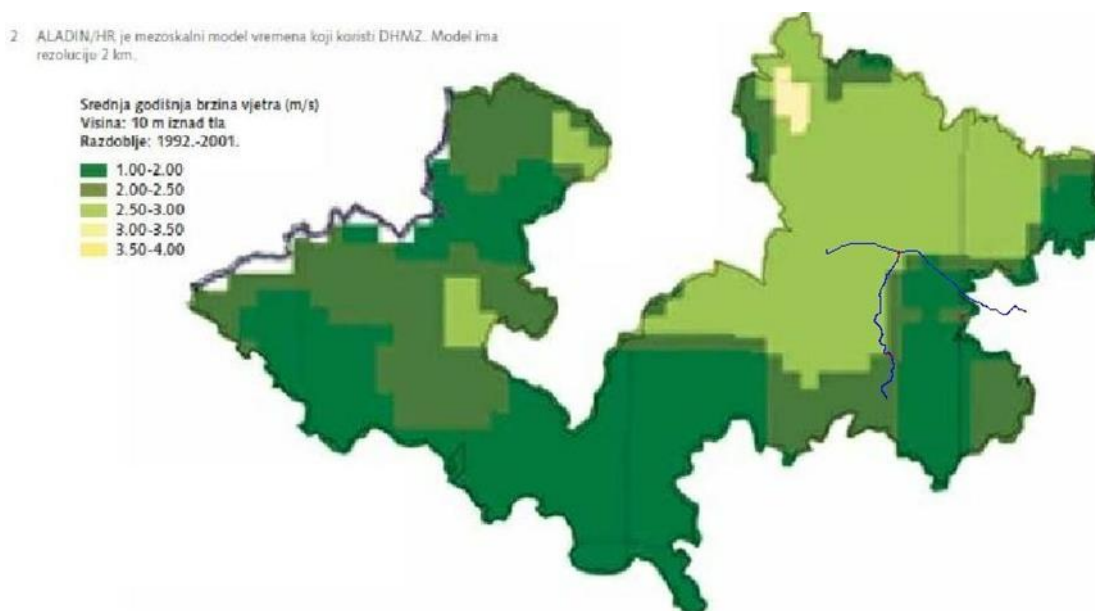 2 ALADIN/HR je mezoskalni model vremena koji koristi DHMZ. Model ima
rezoluciju 2 km.
Srednja godišnja brzina vjetra (m/s)
Visina: 10 m iznad tla
Razdoblje: 1992.-2001.
1.00-2.00
2.00-2.50
2.50-3.00
3.00-3.50
3.50-4.00